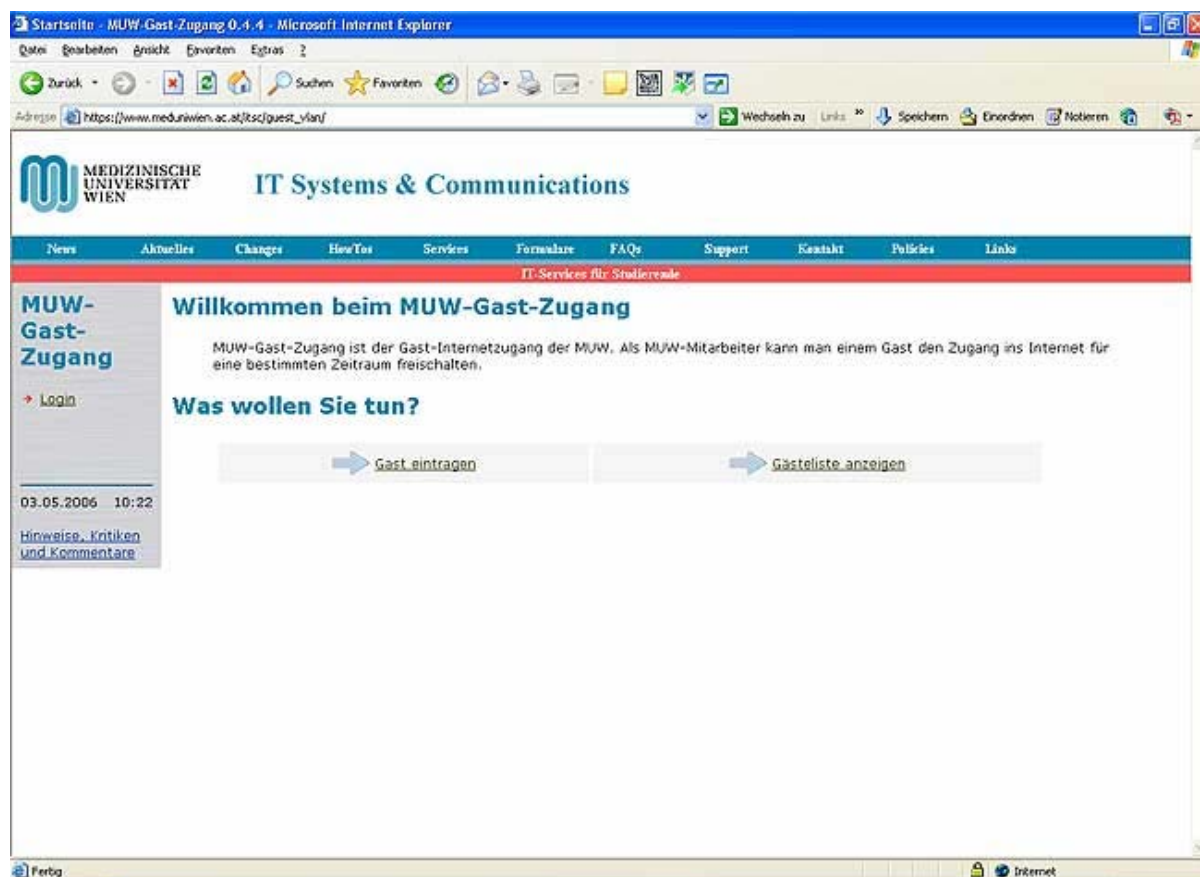 Startseite - MUW-Gast-Zugang 0.4.4 - Microsoft Internet Explorer
Datei Bearbeiten Ansicht Favoriten Extras ?
Zurück Suchen Favoriten
Adresse https://www.meduniwien.ac.at/itsc/guest_vlan/ Wechseln zu Links » Speichern Einordnen Notieren
MEDIZINISCHE
UNIVERSITÄT
WIEN
IT Systems & Communications
News Aktuelles Changes HowTos Services Formulare FAQs Support Kontakt Policies Links
IT-Services für Studierende
MUW-
Gast-
Zugang
Login
03.05.2006 10:22
Hinweise, Kritiken
und Kommentare
Willkommen beim MUW-Gast-Zugang
MUW-Gast-Zugang ist der Gast-Internetzugang der MUW. Als MUW-Mitarbeiter kann man einem Gast den Zugang ins Internet für
eine bestimmten Zeitraum freischalten.
Was wollen Sie tun?
Gast eintragen Gästeliste anzeigen
Fertig Internet